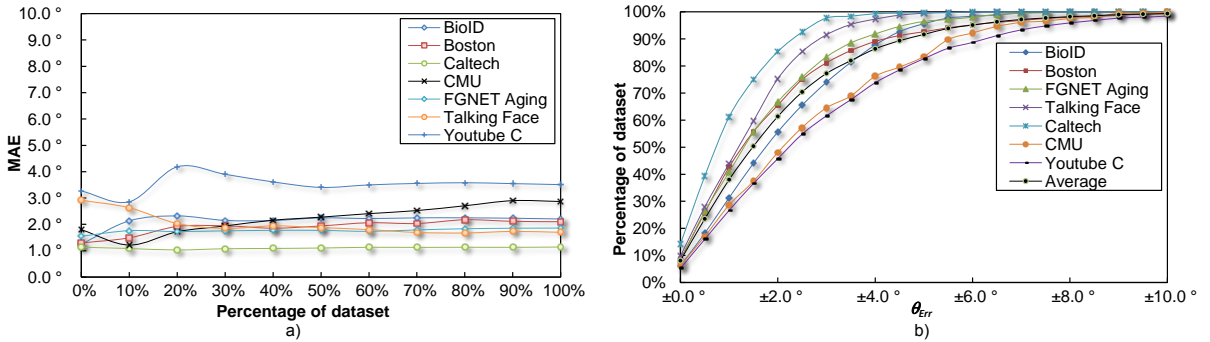 10.0 °
9.0 °
8.0 °
7.0 °
6.0 °
5.0 °
4.0 °
3.0 °
2.0 °
1.0 °
0.0 °
MAE
0% 10% 20% 30% 40% 50% 60% 70% 80% 90% 100%
Percentage of dataset
a)
BioID
Boston
Caltech
CMU
FGNET Aging
Talking Face
Youtube C
100%
90%
80%
70%
60%
50%
40%
30%
20%
10%
0%
Percentage of dataset
±0.0 ° ±2.0 ° ±4.0 ° ±6.0 ° ±8.0 ° ±10.0 °
θErr
b)
BioID
Boston
FGNET Aging
Talking Face
Caltech
CMU
Youtube C
Average